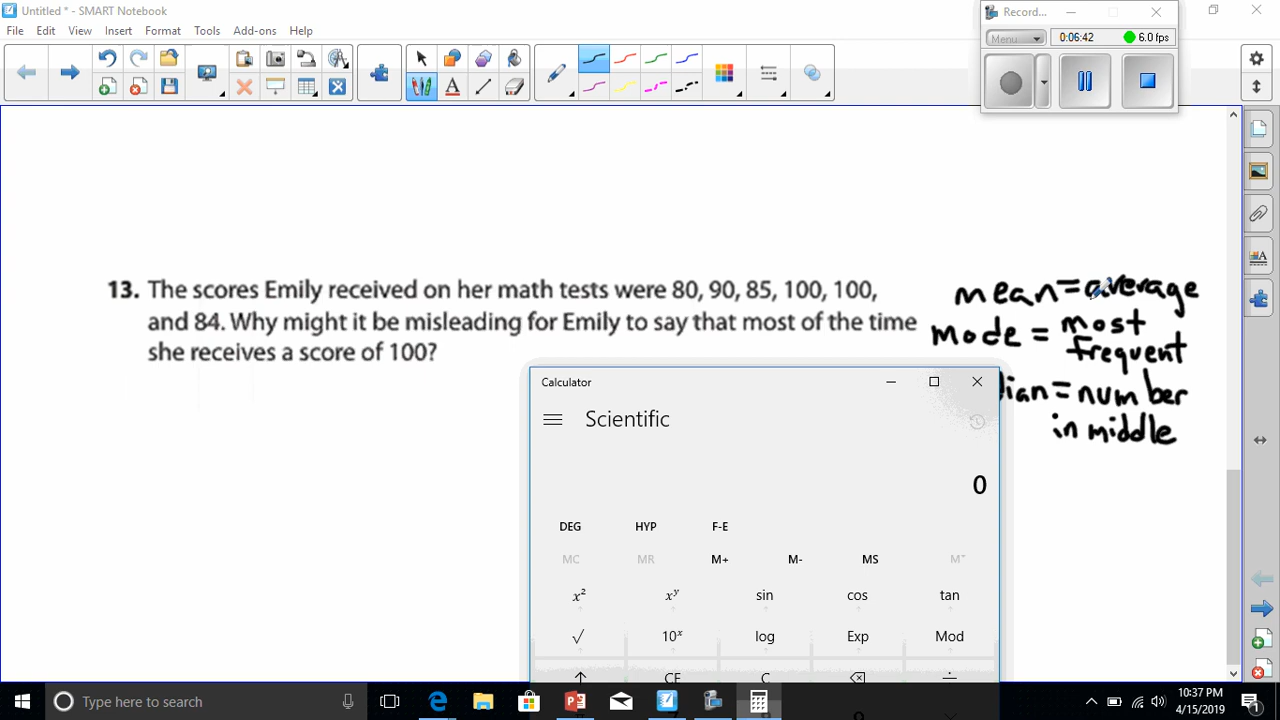 Untitled * - SMART Notebook
File Edit View Insert Format Tools Add-ons Help
Record...
Menu 0:06:42 6.0 fps
13. The scores Emily received on her math tests were 80, 90, 85, 100, 100,
and 84. Why might it be misleading for Emily to say that most of the time
she receives a score of 100?
mean = average
mode = most
frequent
dian = number
in middle
Calculator
Scientific
0
DEG HYP F-E
MC MR M+ M- MS M˅
x² xʸ sin cos tan
√ 10ˣ log Exp Mod
↑ CE C ⌫ ÷
Type here to search
10:37 PM
4/15/2019
1